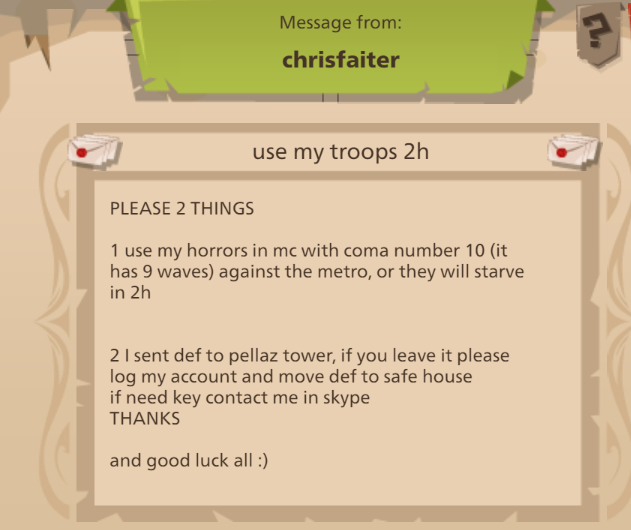 Message from:
chrisfaiter
use my troops 2h
PLEASE 2 THINGS
1 use my horrors in mc with coma number 10 (it
has 9 waves) against the metro, or they will starve
in 2h
2 I sent def to pellaz tower, if you leave it please
log my account and move def to safe house
if need key contact me in skype
THANKS
and good luck all :)